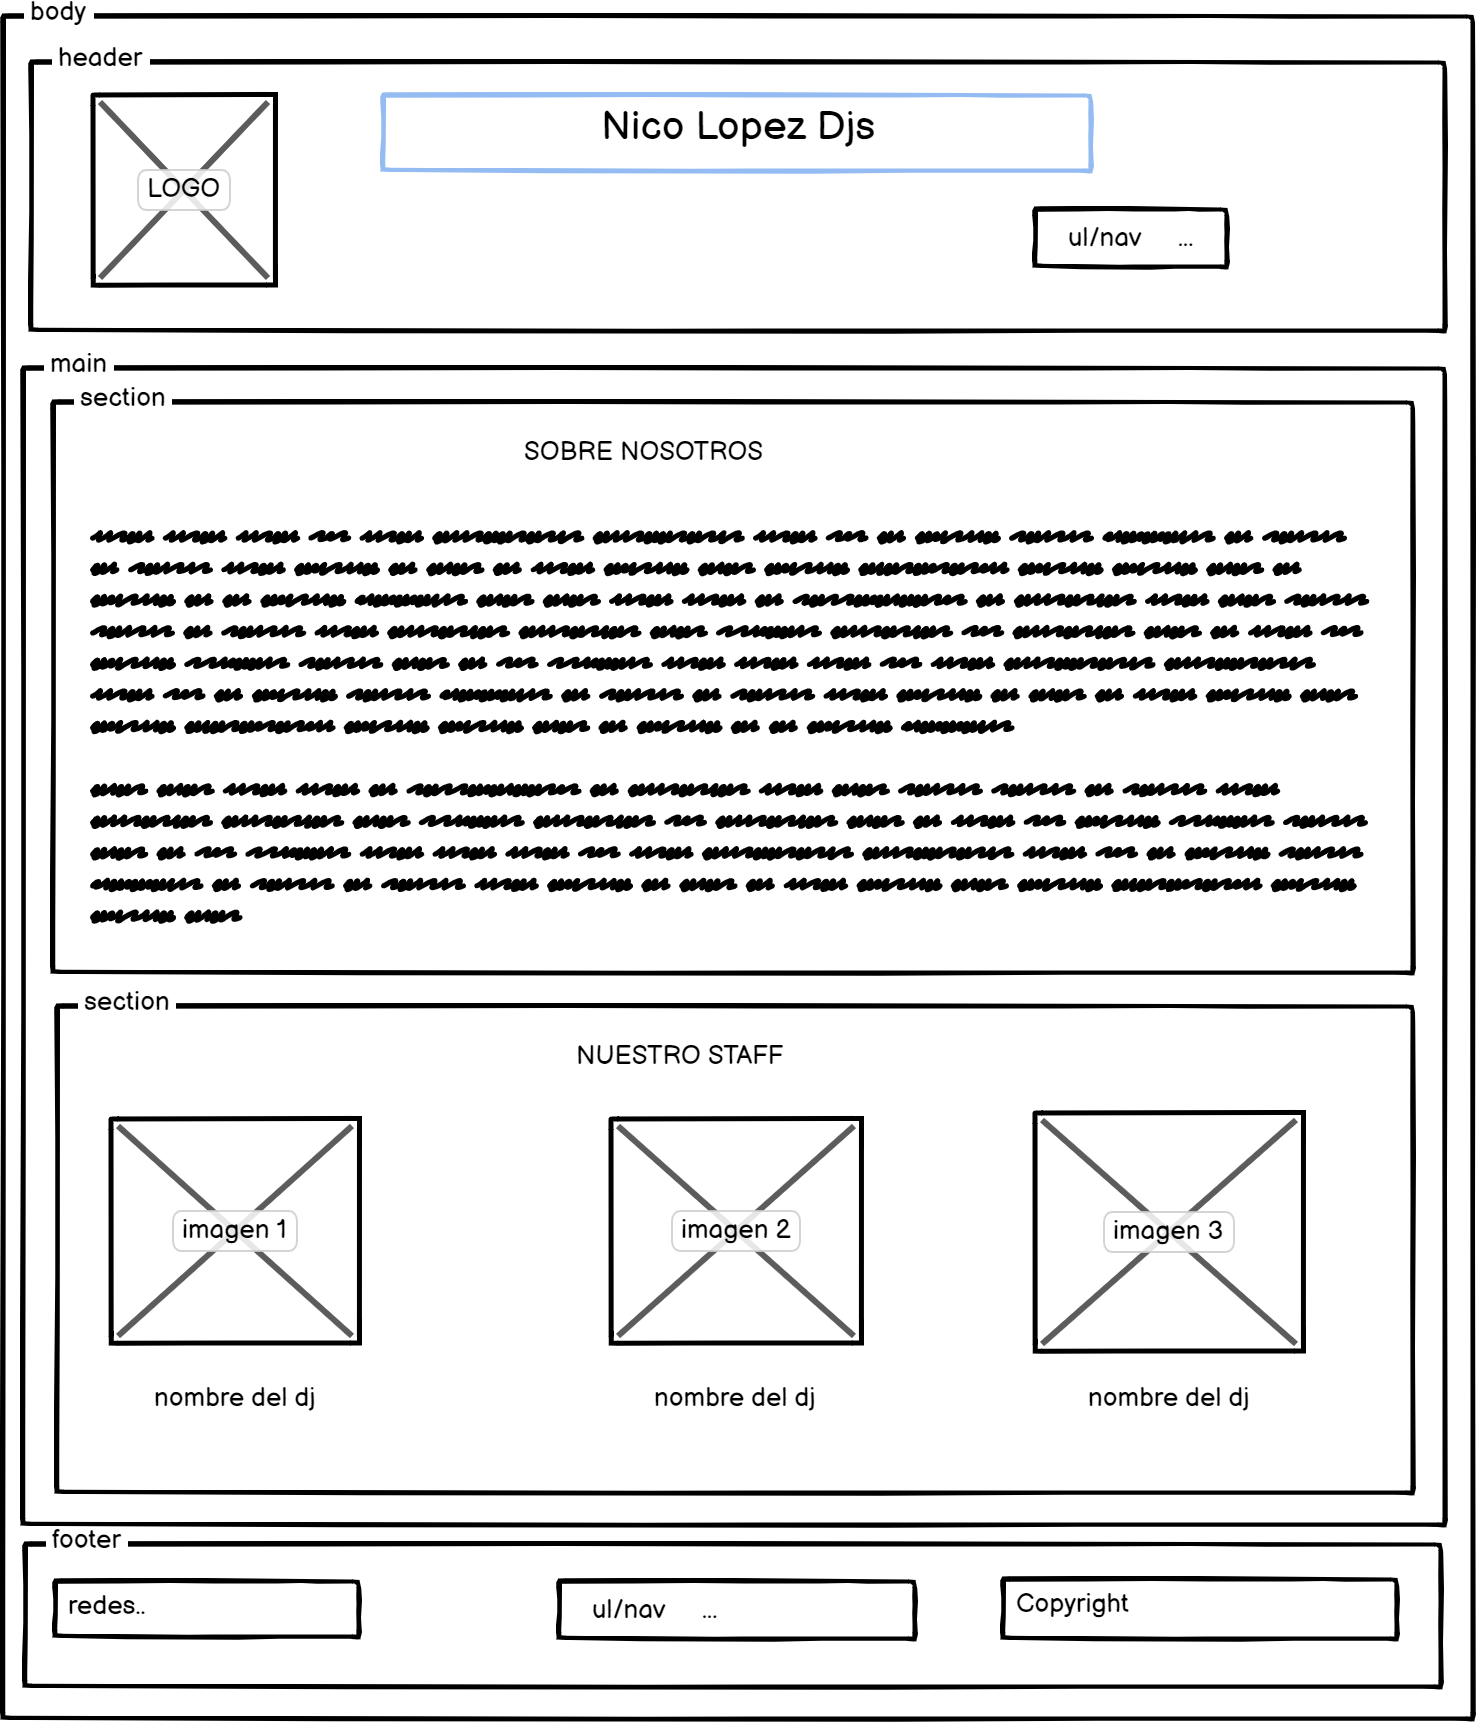 body
header
LOGO
Nico Lopez Djs
ul/nav ...
main
section
SOBRE NOSOTROS
section
NUESTRO STAFF
imagen 1
imagen 2
imagen 3
nombre del dj
nombre del dj
nombre del dj
footer
redes..
ul/nav ...
Copyright